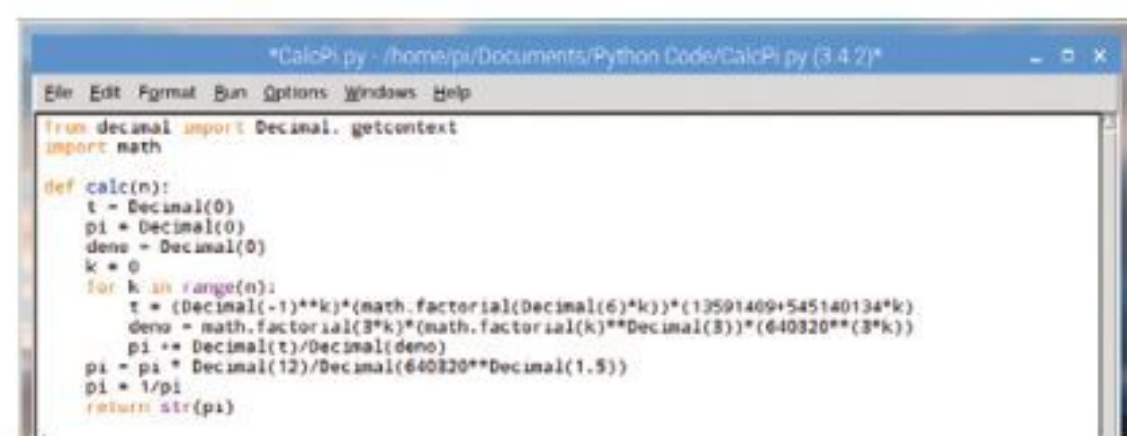 *CalcPi.py - /home/pi/Documents/Python Code/CalcPi.py (3.4.2)*
File Edit Format Run Options Windows Help
from decimal import Decimal, getcontext
import math
def calc(n):
t = Decimal(0)
pi = Decimal(0)
deno = Decimal(0)
k = 0
for k in range(n):
t = (Decimal(-1)**k)*(math.factorial(Decimal(6)*k))*(13591409+545140134*k)
deno = math.factorial(3*k)*(math.factorial(k)**Decimal(3))*(640320**(3*k))
pi += Decimal(t)/Decimal(deno)
pi = pi * Decimal(12)/Decimal(640320**Decimal(1.5))
pi = 1/pi
return str(pi)